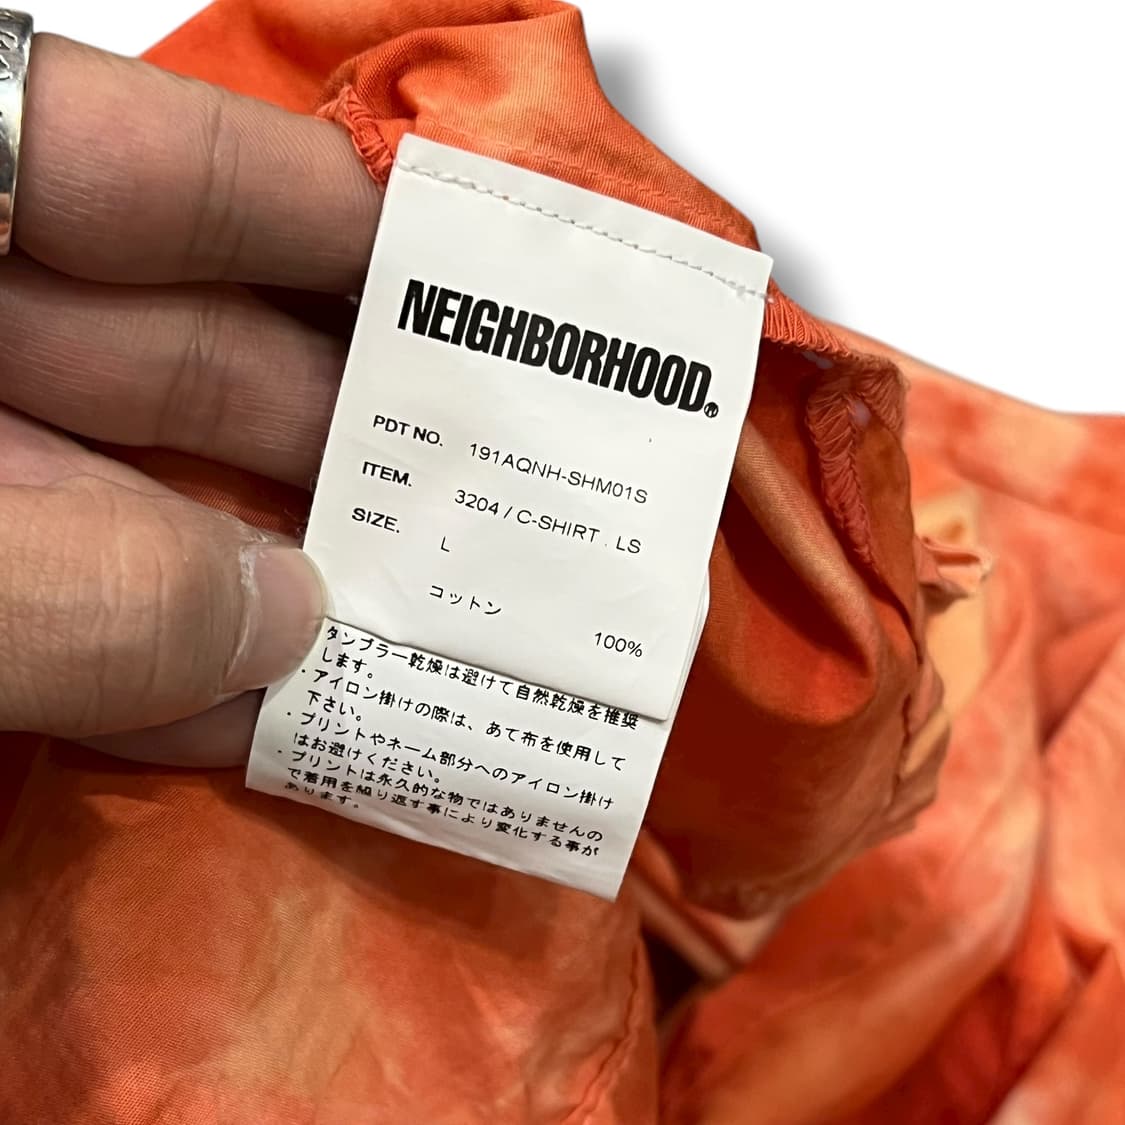 NEIGHBORHOOD®
PDT NO. 191AQNH-SHM01S
ITEM. 3204 / C-SHIRT . LS
SIZE. L
コットン 100%
タンブラー乾燥は避けて自然乾燥を推奨
します。
・アイロン掛けの際は、あて布を使用して
下さい。
・プリントやネーム部分へのアイロン掛け
はお避けください。
・プリントは永久的な物ではありませんの
で着用を繰り返す事により変化する事が
あります。